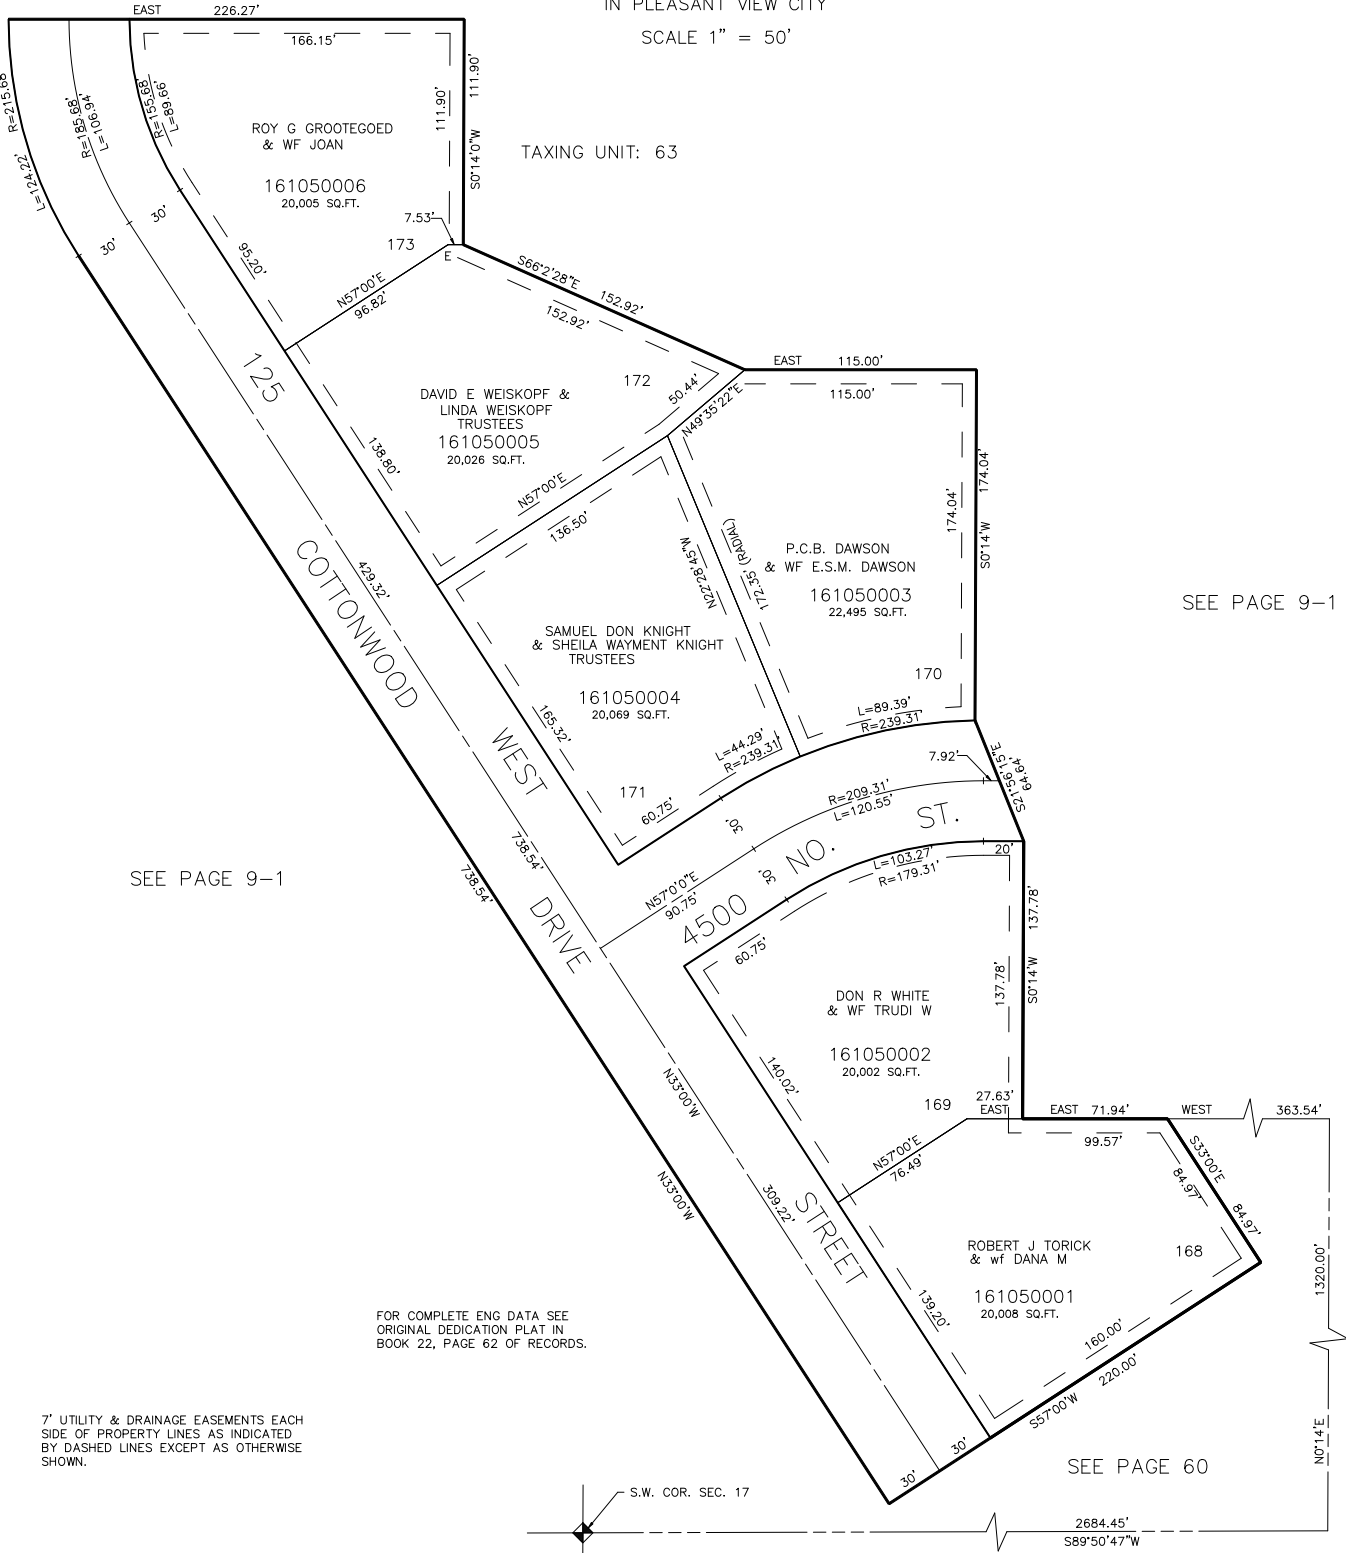 IN PLEASANT VIEW CITY
SCALE 1" = 50'
EAST 226.27'
166.15'
R=215.68'
L=124.22'
R=185.68'
L=106.94'
R=155.68'
L=89.66'
111.90'
111.90'
S0°14'0"W
ROY G GROOTEGOED
& WF JOAN
161050006
20,005 SQ.FT.
TAXING UNIT: 63
30'
30'
95.20'
173
7.53'
E
N57°00'E
96.82'
S66°2'28"E 152.92'
152.92'
125
172
DAVID E WEISKOPF &
LINDA WEISKOPF
TRUSTEES
161050005
20,026 SQ.FT.
50.44'
N49°35'22"E
EAST 115.00'
115.00'
138.80'
N57°00'E
136.50'
174.04'
174.04'
S0°14'W
N22°28'45"W
172.35' (RADIAL)
P.C.B. DAWSON
& WF E.S.M. DAWSON
161050003
22,495 SQ.FT.
SEE PAGE 9-1
COTTONWOOD
429.32'
SAMUEL DON KNIGHT
& SHEILA WAYMENT KNIGHT
TRUSTEES
161050004
20,069 SQ.FT.
170
L=89.39'
R=239.31'
165.32'
L=44.29'
R=239.31'
WEST
7.92'
S21°56'15"E
64.64'
171
60.75'
R=209.31'
L=120.55'
30'
30'
4500 NO. ST.
738.54'
738.54'
SEE PAGE 9-1
L=103.27'
R=179.31'
20'
N57°0'0"E
90.75'
DRIVE
60.75'
137.78'
137.78'
S0°14'W
DON R WHITE
& WF TRUDI W
161050002
20,002 SQ.FT.
140.02'
N33°00'W
169
27.63'
EAST
EAST 71.94'
WEST
363.54'
99.57'
N57°00'E
76.49'
S33°00'E
84.97'
84.97'
N33°00'W
309.22'
STREET
ROBERT J TORICK
& wf DANA M
168
161050001
20,008 SQ.FT.
1320.00'
139.20'
160.00'
220.00'
S57°00'W
FOR COMPLETE ENG DATA SEE
ORIGINAL DEDICATION PLAT IN
BOOK 22, PAGE 62 OF RECORDS.
7' UTILITY & DRAINAGE EASEMENTS EACH
SIDE OF PROPERTY LINES AS INDICATED
BY DASHED LINES EXCEPT AS OTHERWISE
SHOWN.
30'
30'
N0°14'E
SEE PAGE 60
S.W. COR. SEC. 17
2684.45'
S89°50'47"W